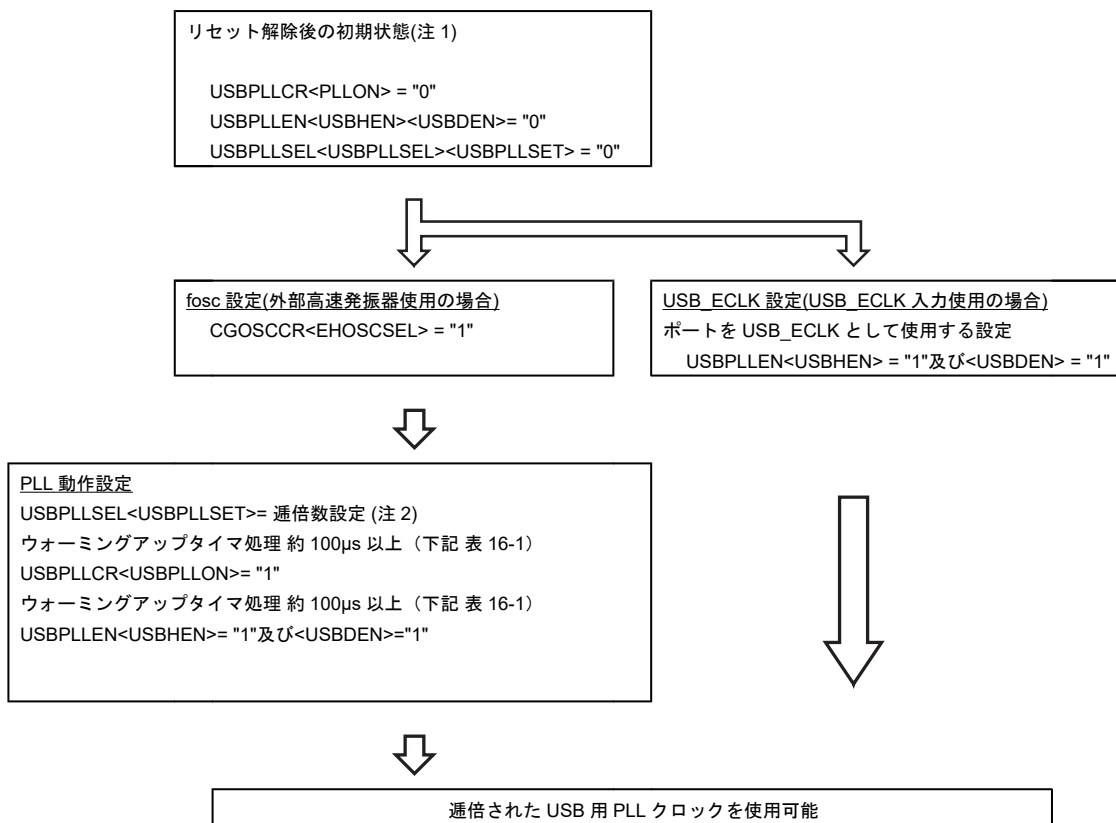 リセット解除後の初期状態(注 1)
USBPLLCR<PLLON> = "0"
USBPLLEN<USBHEN><USBDEN>= "0"
USBPLLSEL<USBPLLSEL><USBPLLSET> = "0"
fosc 設定(外部高速発振器使用の場合)
CGOSCCR<EHOSCSEL> = "1"
USB_ECLK 設定(USB_ECLK 入力使用の場合)
ポートを USB_ECLK として使用する設定
USBPLLEN<USBHEN> = "1"及び<USBDEN> = "1"
PLL 動作設定
USBPLLSEL<USBPLLSET>= 逓倍数設定 (注 2)
ウォーミングアップタイマ処理 約 100μs 以上（下記 表 16-1）
USBPLLCR<USBPLLON>= "1"
ウォーミングアップタイマ処理 約 100μs 以上（下記 表 16-1）
USBPLLEN<USBHEN>= "1"及び<USBDEN>="1"
逓倍された USB 用 PLL クロックを使用可能